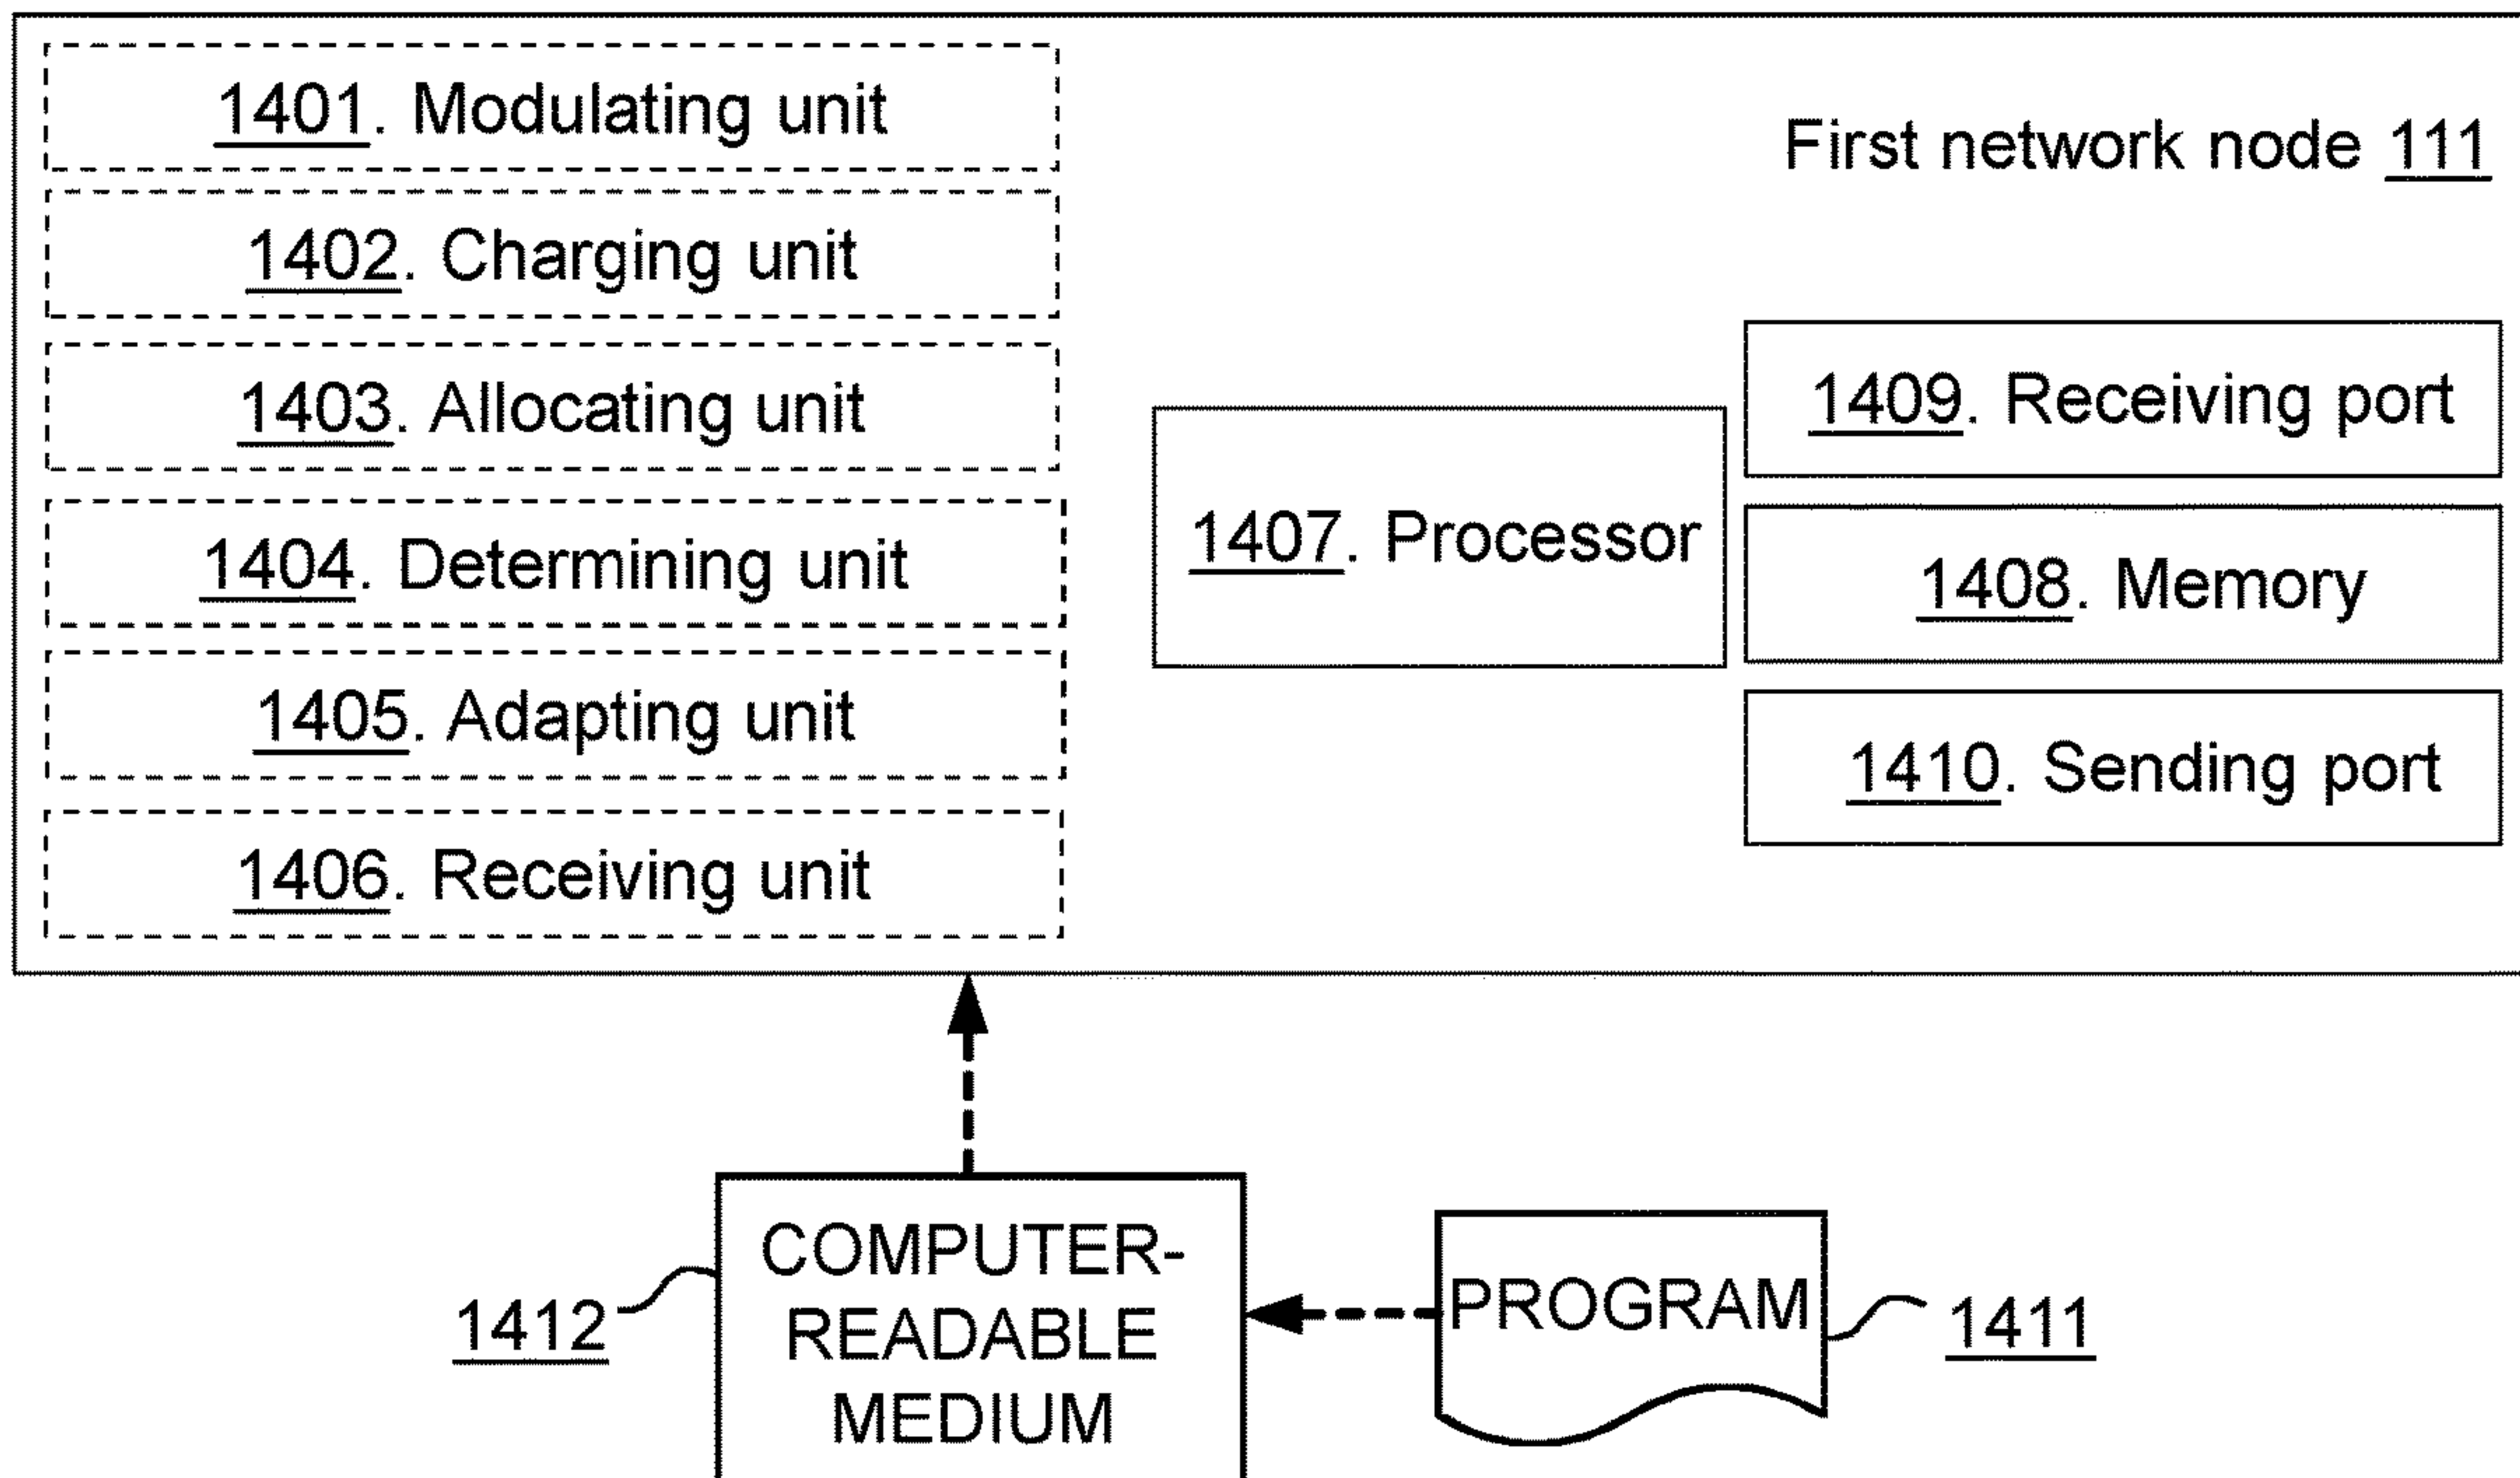 1401. Modulating unit
1402. Charging unit
1403. Allocating unit
1404. Determining unit
1405. Adapting unit
1406. Receiving unit
First network node 111
1407. Processor
1409. Receiving port
1408. Memory
1410. Sending port
1412
COMPUTER-
READABLE
MEDIUM
PROGRAM
1411